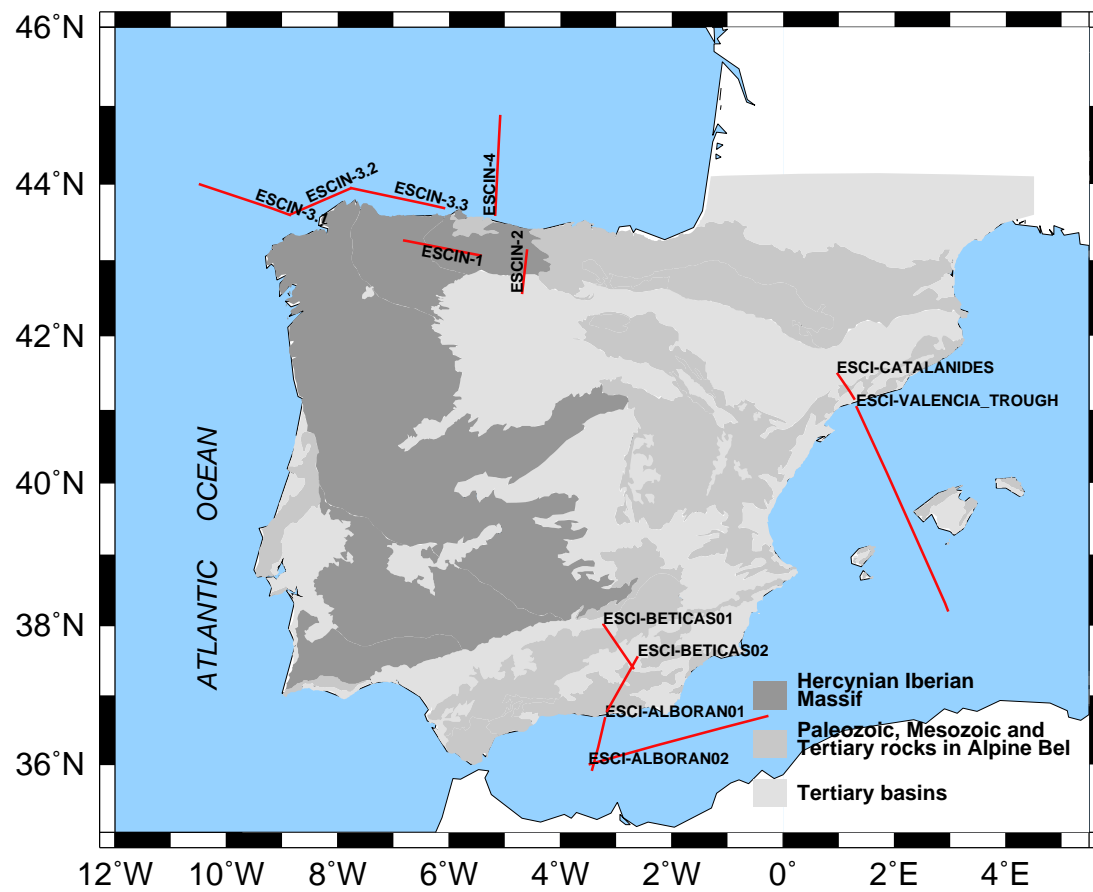 46°N
44°N
42°N
40°N
38°N
36°N
12°W
10°W
8°W
6°W
4°W
2°W
0°
2°E
4°E
ESCIN-3.1
ESCIN-3.2
ESCIN-3.3
ESCIN-4
ESCIN-1
ESCIN-2
ESCI-CATALANIDES
ESCI-VALENCIA_TROUGH
ATLANTIC OCEAN
ESCI-BETICAS01
ESCI-BETICAS02
ESCI-ALBORAN01
ESCI-ALBORAN02
Hercynian Iberian
Massif
Paleozoic, Mesozoic and
Tertiary rocks in Alpine Bel
Tertiary basins